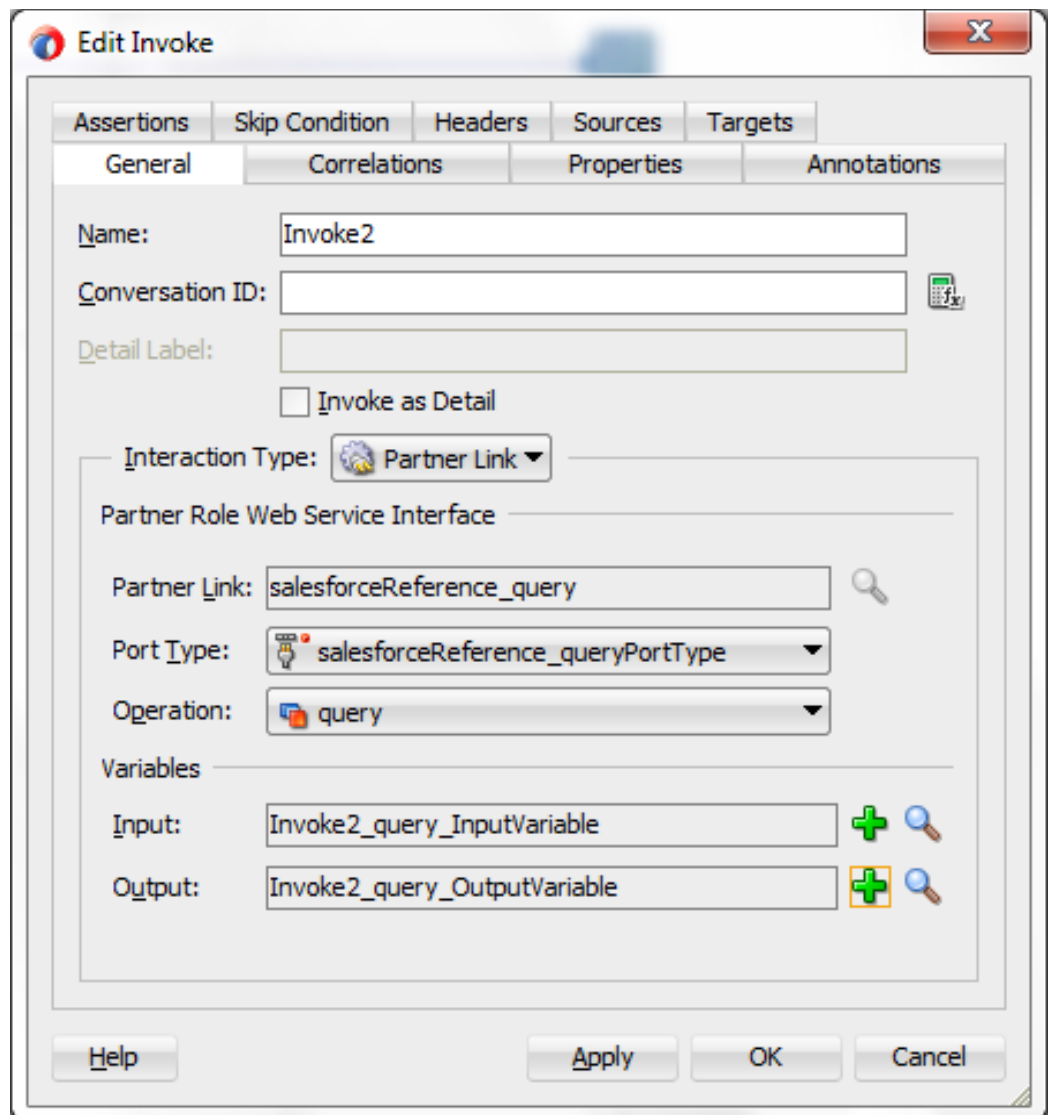 Edit Invoke
X
Assertions Skip Condition Headers Sources Targets
General Correlations Properties Annotations
Name: Invoke2
Conversation ID:
Detail Label:
Invoke as Detail
Interaction Type: Partner Link
Partner Role Web Service Interface
Partner Link: salesforceReference_query
Port Type: salesforceReference_queryPortType
Operation: query
Variables
Input: Invoke2_query_InputVariable
Output: Invoke2_query_OutputVariable
Help Apply OK Cancel